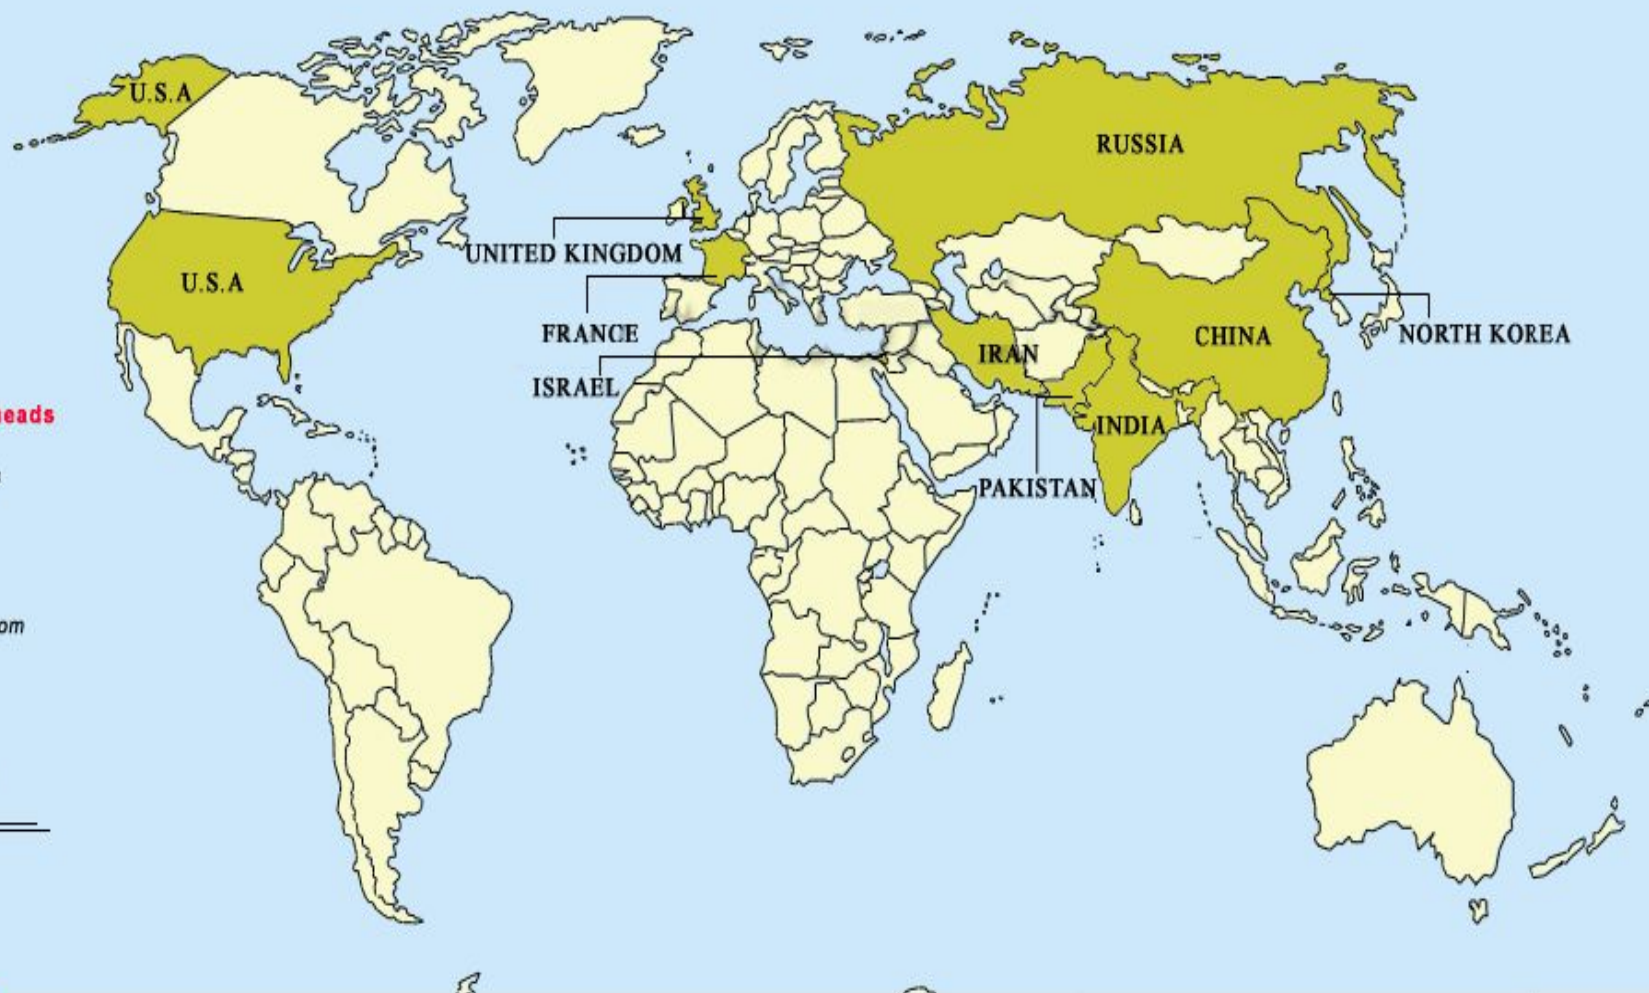 U.S.A
RUSSIA
UNITED KINGDOM
U.S.A
FRANCE
NORTH KOREA
CHINA
IRAN
ISRAEL
eads
INDIA
PAKISTAN
om